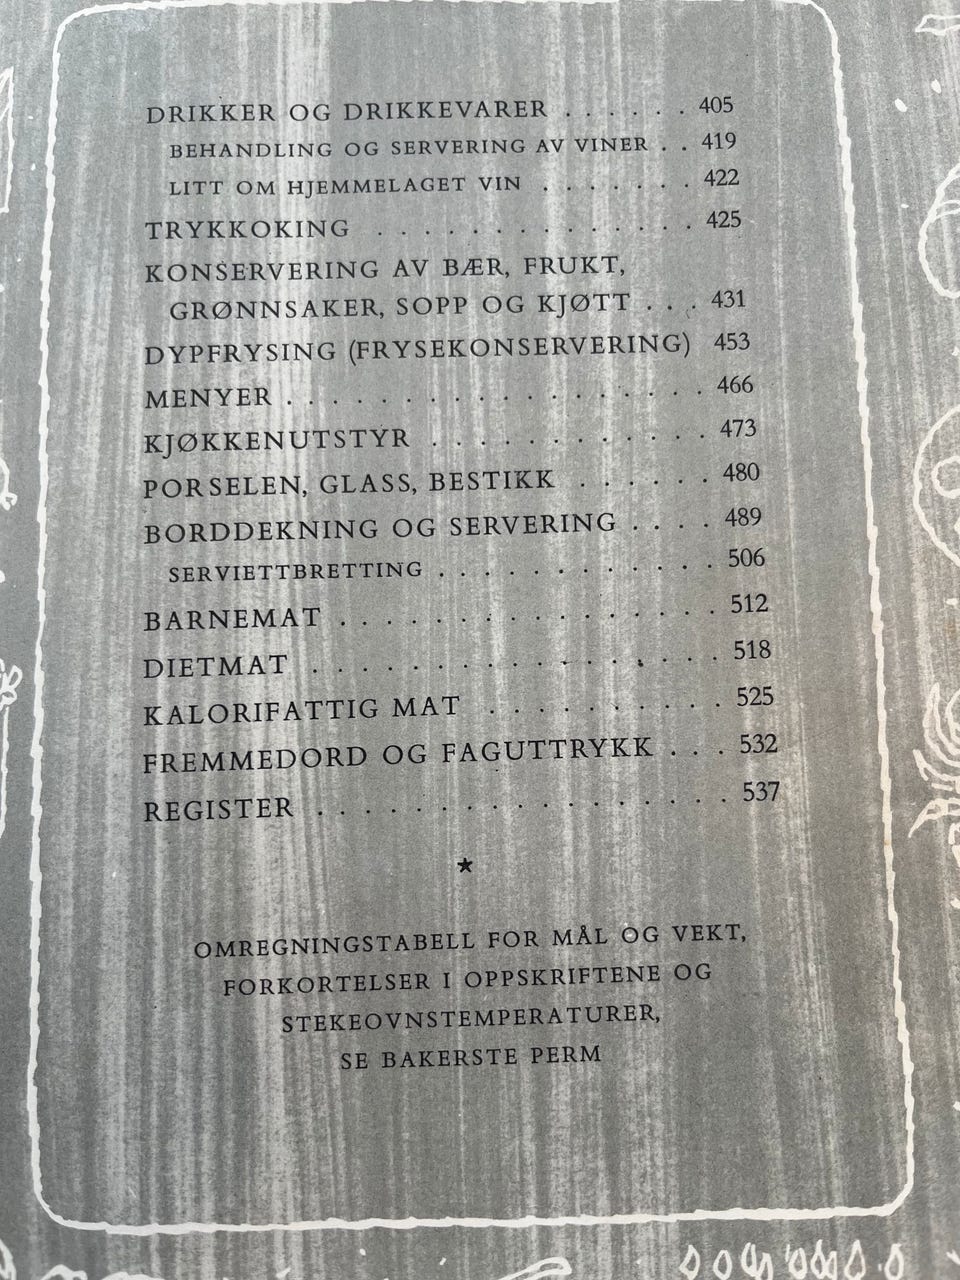 DRIKKER OG DRIKKEVARER . . . . . . 405
BEHANDLING OG SERVERING AV VINER . . 419
LITT OM HJEMMELAGET VIN . . . . . . . 422
TRYKKOKING . . . . . . . . . . . . . . 425
KONSERVERING AV BÆR, FRUKT,
GRØNNSAKER, SOPP OG KJØTT . . . 431
DYPFRYSING (FRYSEKONSERVERING) 453
MENYER . . . . . . . . . . . . . . . . . . 466
KJØKKENUTSTYR . . . . . . . . . . . . 473
PORSELEN, GLASS, BESTIKK . . . . . . 480
BORDDEKNING OG SERVERING . . . . 489
SERVIETTBRETTING . . . . . . . . . . . . 506
BARNEMAT . . . . . . . . . . . . . . . . 512
DIETMAT . . . . . . . . . . . . . . . . . 518
KALORIFATTIG MAT . . . . . . . . . . 525
FREMMEDORD OG FAGUTTRYKK . . . 532
REGISTER . . . . . . . . . . . . . . . . . 537
★
OMREGNINGSTABELL FOR MÅL OG VEKT,
FORKORTELSER I OPPSKRIFTENE OG
STEKEOVNSTEMPERATURER,
SE BAKERSTE PERM